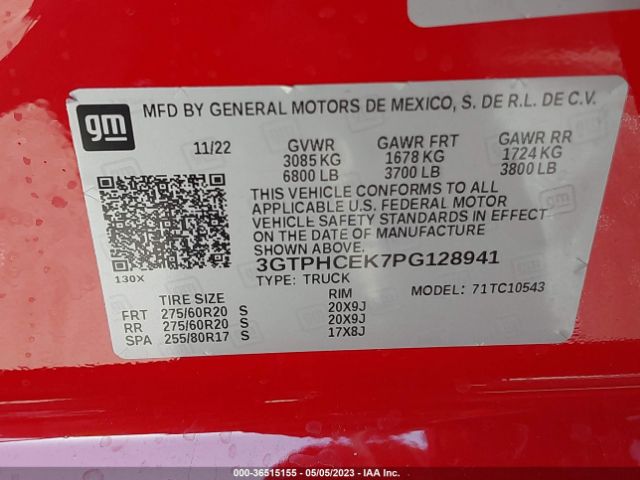 gm
MFD BY GENERAL MOTORS DE MEXICO, S. DE R.L. DE C.V.
11/22 GVWR GAWR FRT GAWR RR
3085 KG 1678 KG 1724 KG
6800 LB 3700 LB 3800 LB
THIS VEHICLE CONFORMS TO ALL
APPLICABLE U.S. FEDERAL MOTOR
VEHICLE SAFETY STANDARDS IN EFFECT
ON THE DATE OF MANUFACTURE
SHOWN ABOVE.
130X 3GTPHCEK7PG128941
TYPE: TRUCK MODEL: 71TC10543
TIRE SIZE RIM
FRT 275/60R20 S 20X9J
RR 275/60R20 S 20X9J
SPA 255/80R17 S 17X8J
000-36515155 - 05/05/2023 - IAA Inc.